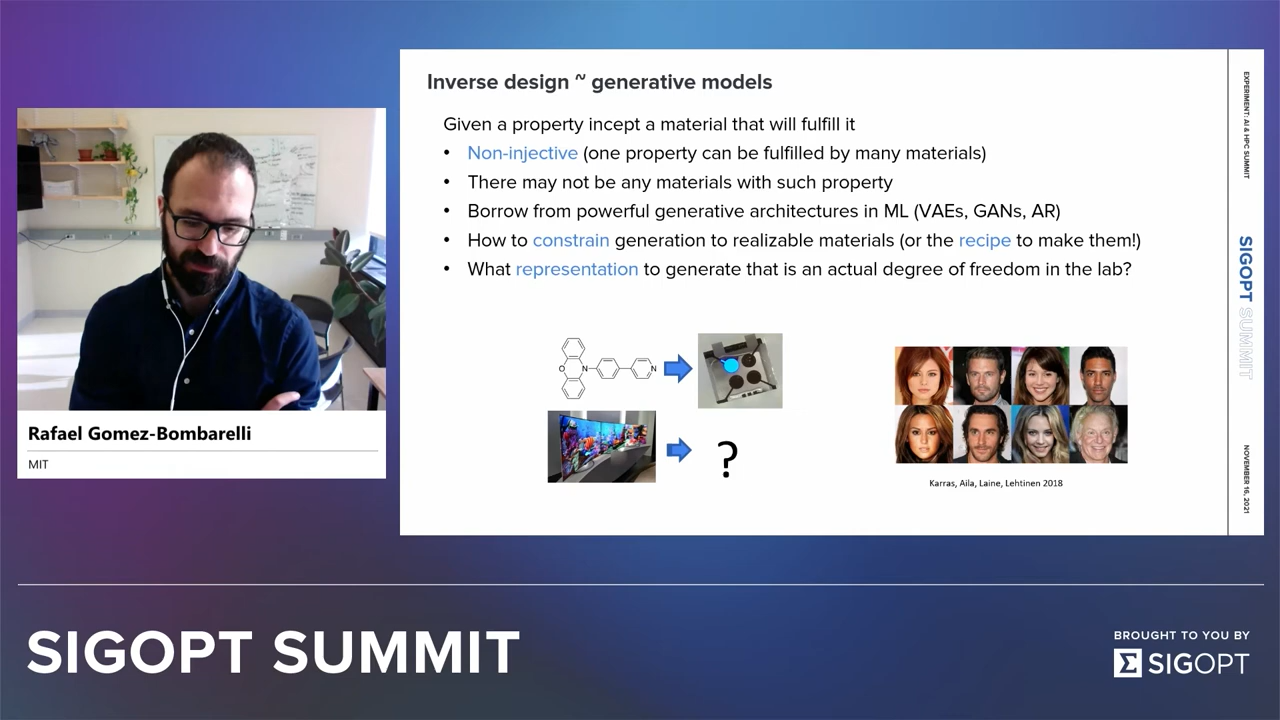 Inverse design ~ generative models
Given a property incept a material that will fulfill it
• Non-injective (one property can be fulfilled by many materials)
• There may not be any materials with such property
• Borrow from powerful generative architectures in ML (VAEs, GANs, AR)
• How to constrain generation to realizable materials (or the recipe to make them!)
• What representation to generate that is an actual degree of freedom in the lab?
O
N
N
?
Karras, Aila, Laine, Lehtinen 2018
EXPERIMENT: AI & HPC SUMMIT
SIGOPT SUMMIT
NOVEMBER 16, 2021
Rafael Gomez-Bombarelli
MIT
SIGOPT SUMMIT
BROUGHT TO YOU BY
Σ SIGOPT